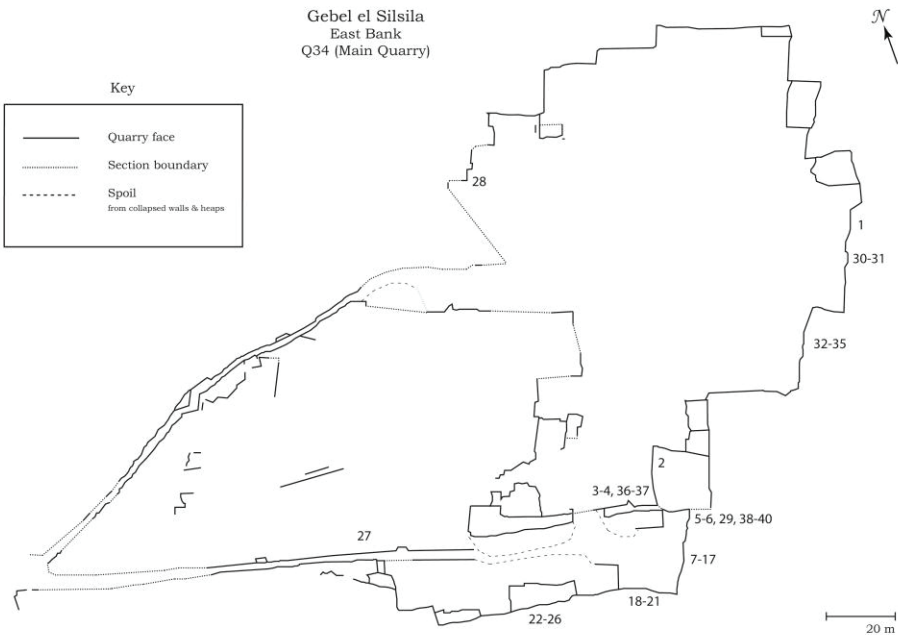 Gebel el Silsila
East Bank
Q34 (Main Quarry)
N
Key
Quarry face
Section boundary
Spoil
from collapsed walls & heaps
28
1
30-31
32-35
2
3-4, 36-37
5-6, 29, 38-40
27
7-17
18-21
22-26
20 m